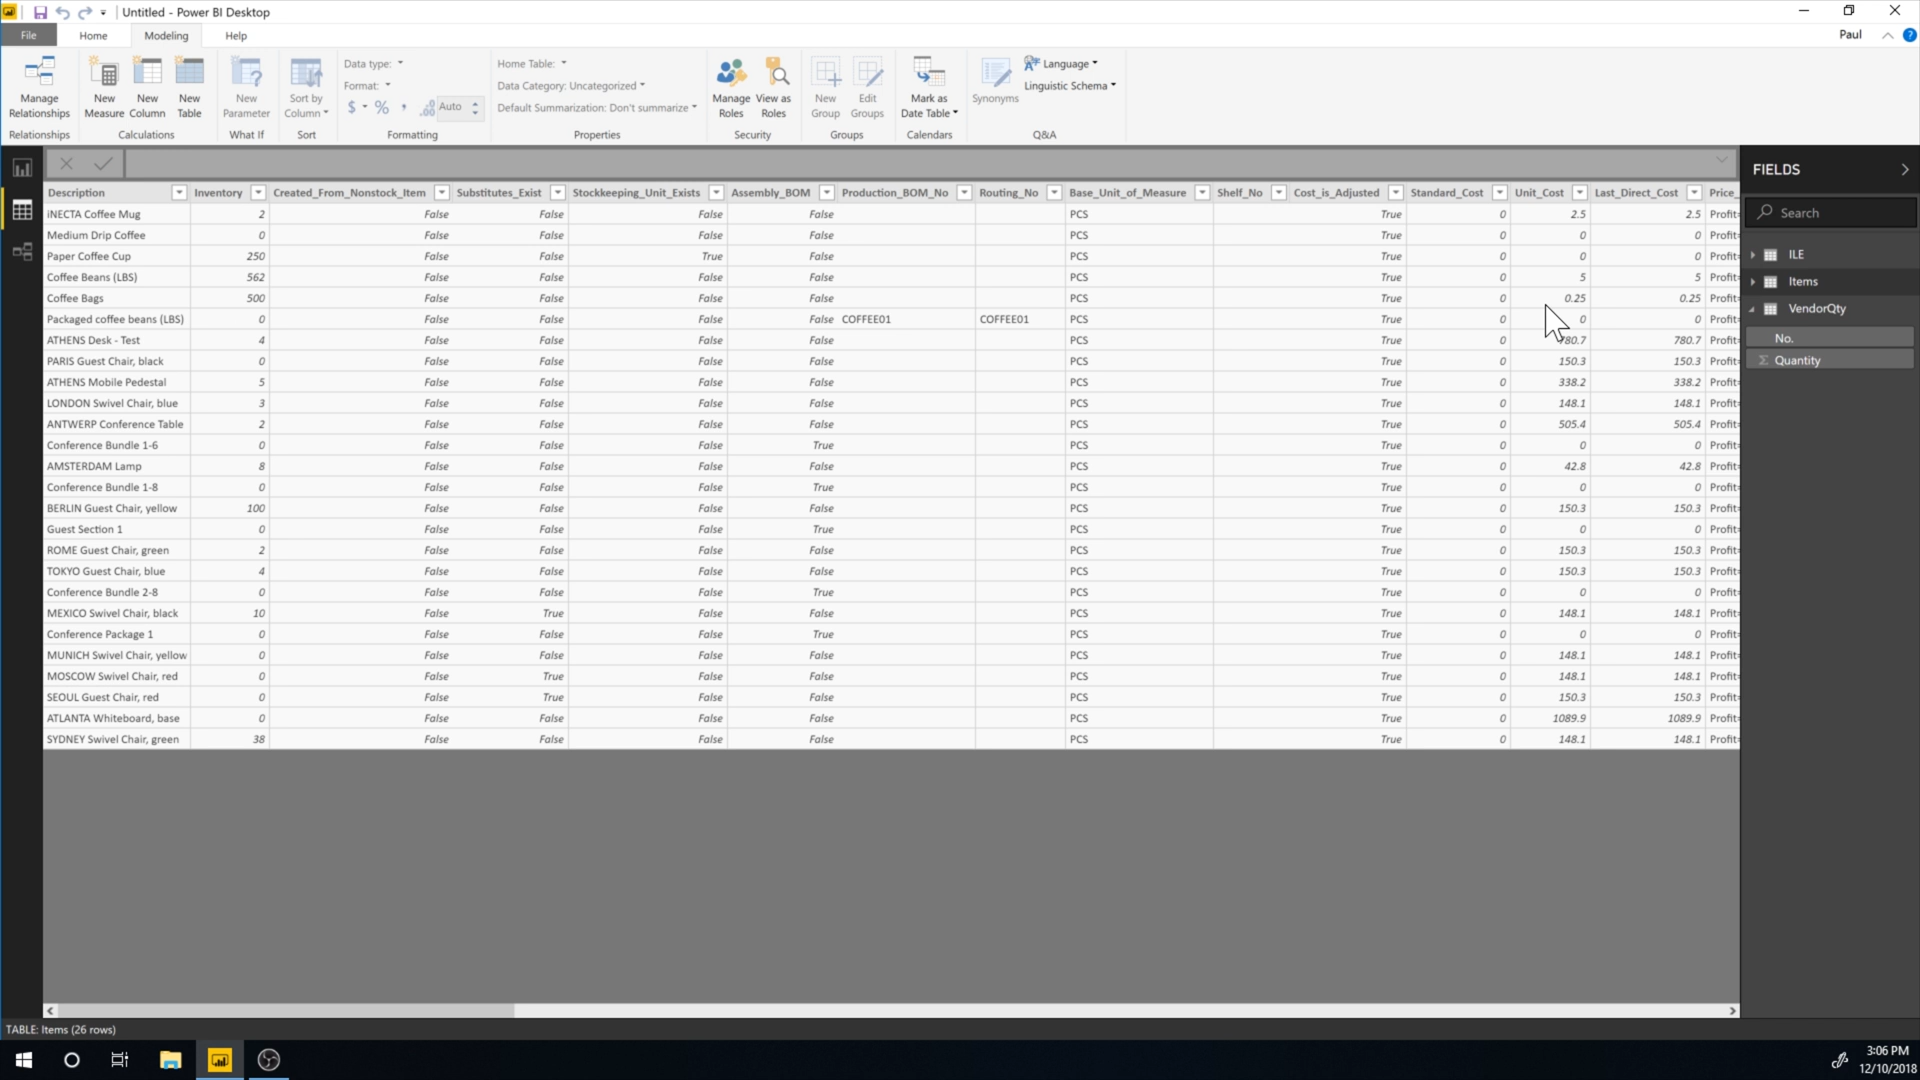 Untitled - Power BI Desktop
File Home Modeling Help Paul
Manage Relationships
New Measure
New Column
New Table
New Parameter
Sort by Column
Data type:
Format:
$ % , .00 Auto
Home Table:
Data Category: Uncategorized
Default Summarization: Don't summarize
Manage Roles
View as Roles
New Group
Edit Groups
Mark as Date Table
Synonyms
Language
Linguistic Schema
Relationships Calculations What If Sort Formatting Properties Security Groups Calendars Q&A
Description Inventory Created_From_Nonstock_Item Substitutes_Exist Stockkeeping_Unit_Exists Assembly_BOM Production_BOM_No Routing_No Base_Unit_of_Measure Shelf_No Cost_is_Adjusted Standard_Cost Unit_Cost Last_Direct_Cost Price_
iNECTA Coffee Mug 2 False False False False PCS True 0 2.5 2.5 Profit=
Medium Drip Coffee 0 False False False False PCS True 0 0 0 Profit=
Paper Coffee Cup 250 False False True False PCS True 0 0 0 Profit=
Coffee Beans (LBS) 562 False False False False PCS True 0 5 5 Profit=
Coffee Bags 500 False False False False PCS True 0 0.25 0.25 Profit=
Packaged coffee beans (LBS) 0 False False False False COFFEE01 COFFEE01 PCS True 0 0 0 Profit=
ATHENS Desk - Test 4 False False False False PCS True 0 780.7 780.7 Profit=
PARIS Guest Chair, black 0 False False False False PCS True 0 150.3 150.3 Profit=
ATHENS Mobile Pedestal 5 False False False False PCS True 0 338.2 338.2 Profit=
LONDON Swivel Chair, blue 3 False False False False PCS True 0 148.1 148.1 Profit=
ANTWERP Conference Table 2 False False False False PCS True 0 505.4 505.4 Profit=
Conference Bundle 1-6 0 False False False True PCS True 0 0 0 Profit=
AMSTERDAM Lamp 8 False False False False PCS True 0 42.8 42.8 Profit=
Conference Bundle 1-8 0 False False False True PCS True 0 0 0 Profit=
BERLIN Guest Chair, yellow 100 False False False False PCS True 0 150.3 150.3 Profit=
Guest Section 1 0 False False False True PCS True 0 0 0 Profit=
ROME Guest Chair, green 2 False False False False PCS True 0 150.3 150.3 Profit=
TOKYO Guest Chair, blue 4 False False False False PCS True 0 150.3 150.3 Profit=
Conference Bundle 2-8 0 False False False True PCS True 0 0 0 Profit=
MEXICO Swivel Chair, black 10 False True False False PCS True 0 148.1 148.1 Profit=
Conference Package 1 0 False False False True PCS True 0 0 0 Profit=
MUNICH Swivel Chair, yellow 0 False False False False PCS True 0 148.1 148.1 Profit=
MOSCOW Swivel Chair, red 0 False True False False PCS True 0 148.1 148.1 Profit=
SEOUL Guest Chair, red 0 False True False False PCS True 0 150.3 150.3 Profit=
ATLANTA Whiteboard, base 0 False False False False PCS True 0 1089.9 1089.9 Profit=
SYDNEY Swivel Chair, green 38 False False False False PCS True 0 148.1 148.1 Profit=
FIELDS
Search
ILE
Items
VendorQty
No.
Σ Quantity
TABLE: Items (26 rows)
3:06 PM
12/10/2018